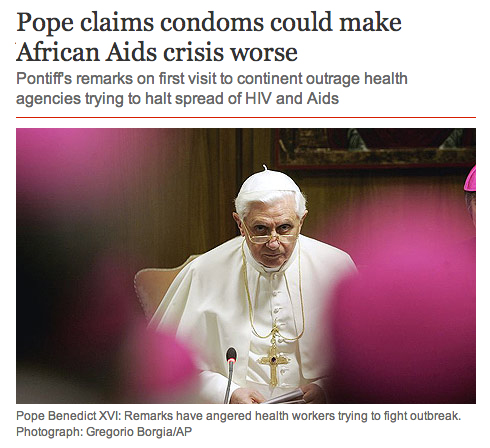 Pope claims condoms could make
African Aids crisis worse
Pontiff's remarks on first visit to continent outrage health
agencies trying to halt spread of HIV and Aids
Pope Benedict XVI: Remarks have angered health workers trying to fight outbreak.
Photograph: Gregorio Borgia/AP